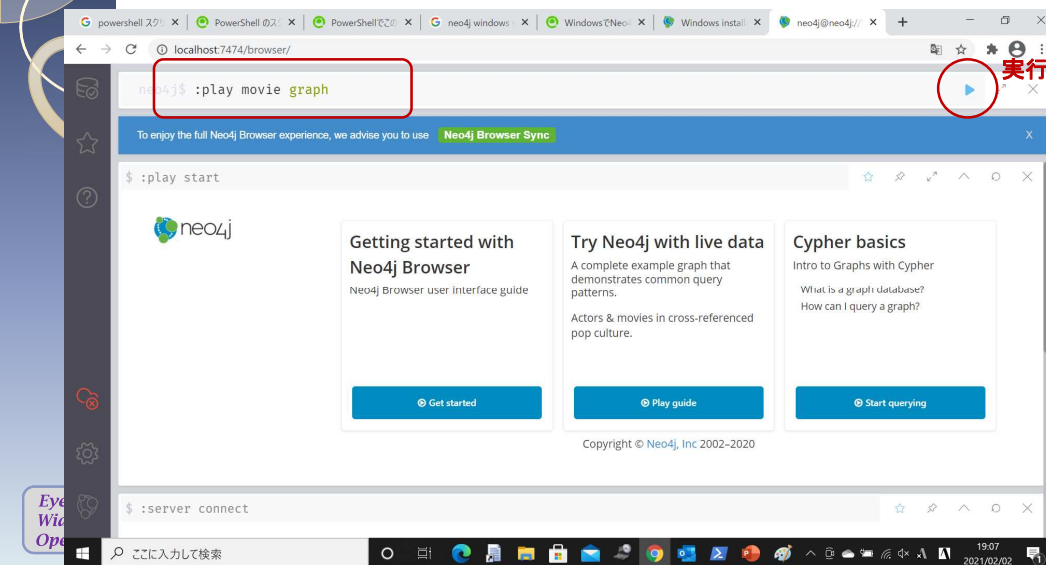 powershell スクリ
PowerShell のス
PowerShellでこの
neo4j windows
WindowsでNeo
Windows install
neo4j@neo4j://
localhost:7474/browser/
実行
neo4j$ :play movie graph
To enjoy the full Neo4j Browser experience, we advise you to use Neo4j Browser Sync
X
$ :play start
neo4j
Getting started with
Neo4j Browser
Neo4j Browser user interface guide
Get started
Try Neo4j with live data
A complete example graph that
demonstrates common query
patterns.
Actors & movies in cross-referenced
pop culture.
Play guide
Cypher basics
Intro to Graphs with Cypher
What is a graph database?
How can I query a graph?
Start querying
Copyright © Neo4j, Inc 2002–2020
$ :server connect
Eye
Wid
Ope
ここに入力して検索
19:07
2021/02/02